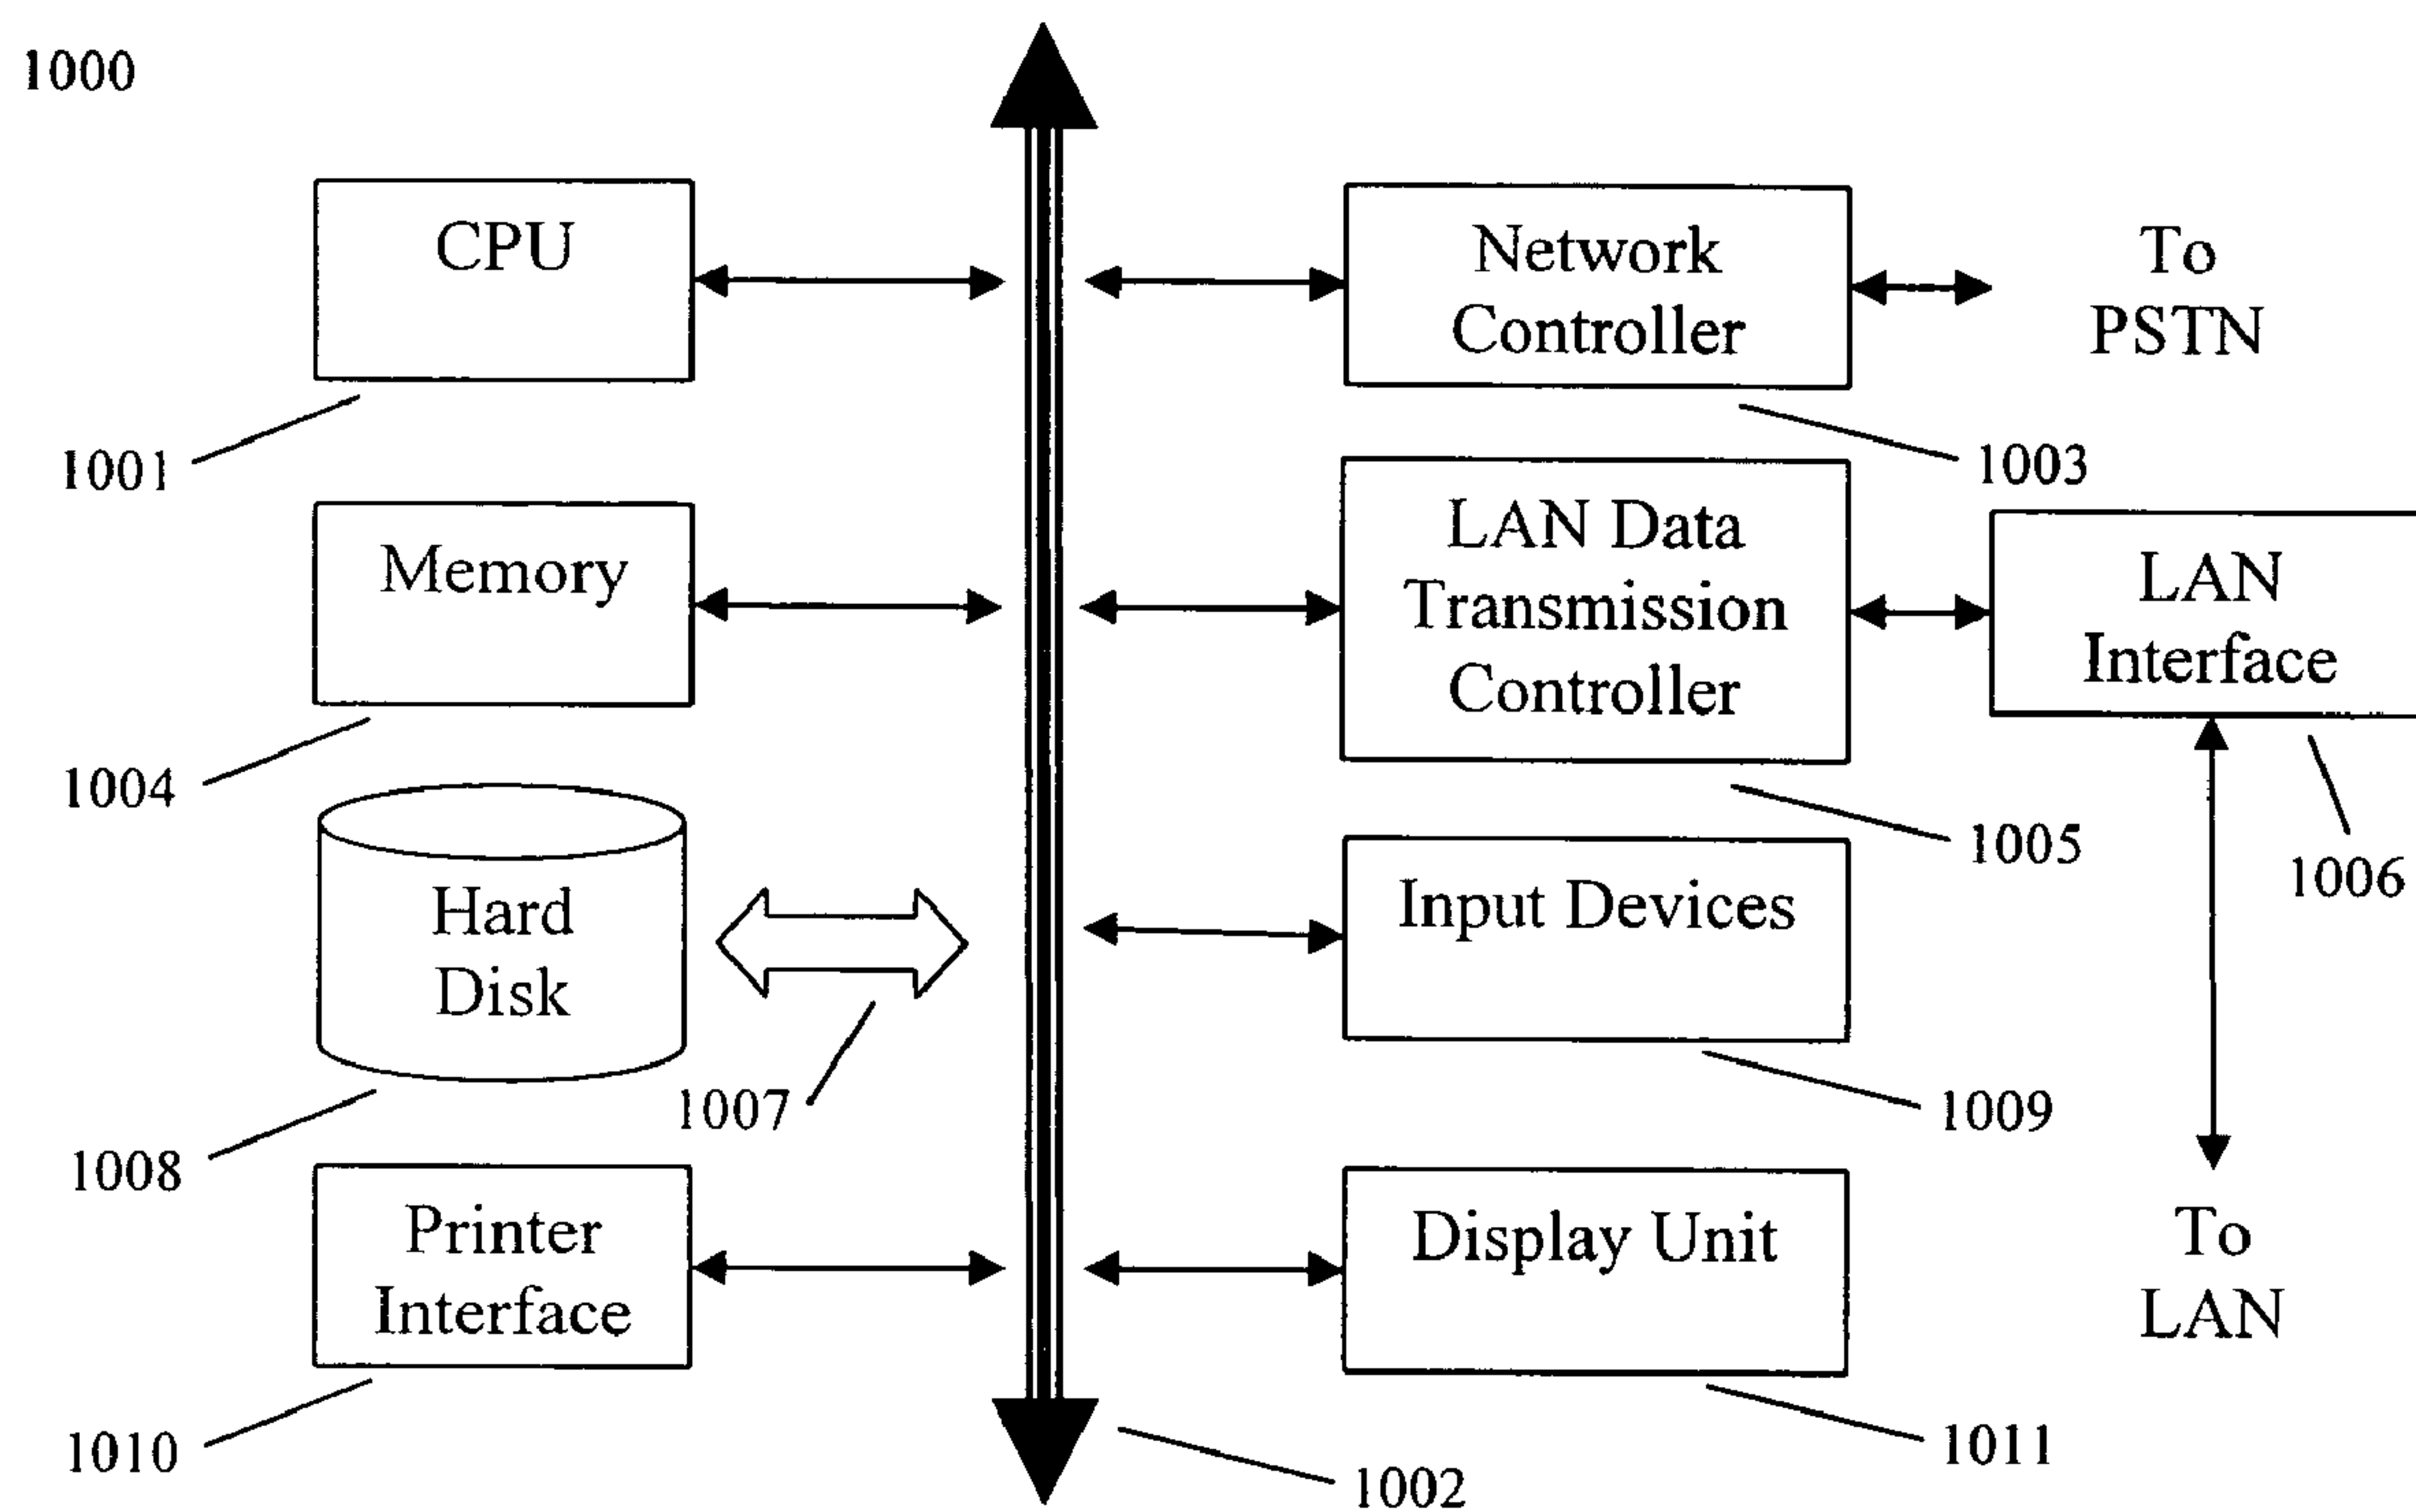 1000
CPU
1001
Network
Controller
To
PSTN
1003
Memory
1004
LAN Data
Transmission
Controller
1005
LAN
Interface
1006
Hard
Disk
1007
1008
Input Devices
1009
Printer
Interface
1010
Display Unit
1011
To
LAN
1002